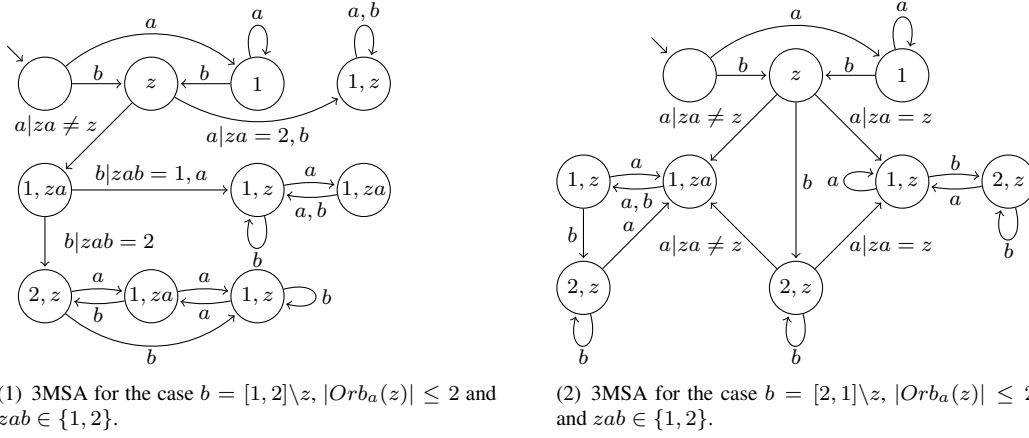 a
a
a, b
b
z
b
1
1, z
a|za ≠ z
a|za = 2, b
1, za
b|zab = 1, a
1, z
a
a, b
1, za
b
b|zab = 2
2, z
a
b
1, za
a
a
1, z
b
b
(1) 3MSA for the case b = [1, 2]\z, |Orb_a(z)| ≤ 2 and
zab ∈ {1, 2}.
a
a
b
z
b
1
a|za ≠ z
a|za = z
1, z
a
a, b
1, za
b
a
1, z
b
a
2, z
b
b
a
a|za ≠ z
a|za = z
2, z
2, z
b
b
(2) 3MSA for the case b = [2, 1]\z, |Orb_a(z)| ≤ 2
and zab ∈ {1, 2}.